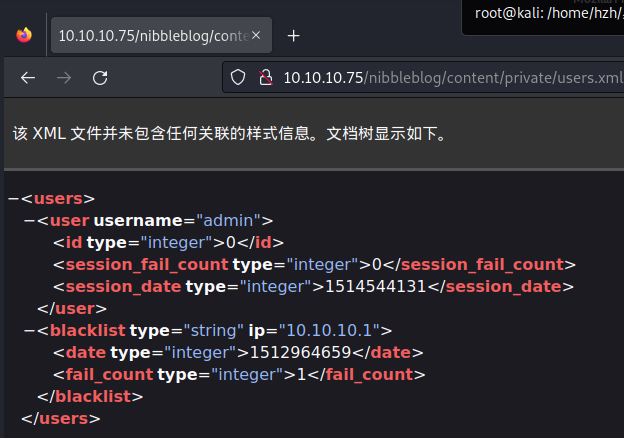 root@kali: /home/hzh/
10.10.10.75/nibbleblog/conte
10.10.10.75/nibbleblog/content/private/users.xml
该 XML 文件并未包含任何关联的样式信息。文档树显示如下。
−<users>
−<user username="admin">
<id type="integer">0</id>
<session_fail_count type="integer">0</session_fail_count>
<session_date type="integer">1514544131</session_date>
</user>
−<blacklist type="string" ip="10.10.10.1">
<date type="integer">1512964659</date>
<fail_count type="integer">1</fail_count>
</blacklist>
</users>